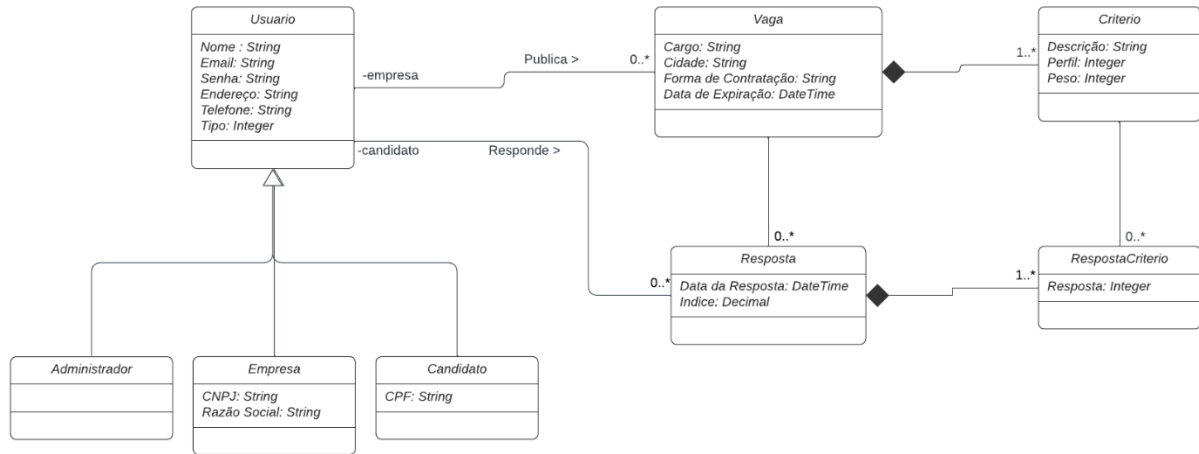 Usuario
Nome : String
Email: String
Senha: String
Endereço: String
Telefone: String
Tipo: Integer
-empresa
Publica >
0..*
Vaga
Cargo: String
Cidade: String
Forma de Contratação: String
Data de Expiração: DateTime
1..*
Criterio
Descrição: String
Perfil: Integer
Peso: Integer
-candidato
Responde >
0..*
0..*
0..*
Resposta
Data da Resposta: DateTime
Indice: Decimal
1..*
RespostaCriterio
Resposta: Integer
Administrador
Empresa
CNPJ: String
Razão Social: String
Candidato
CPF: String